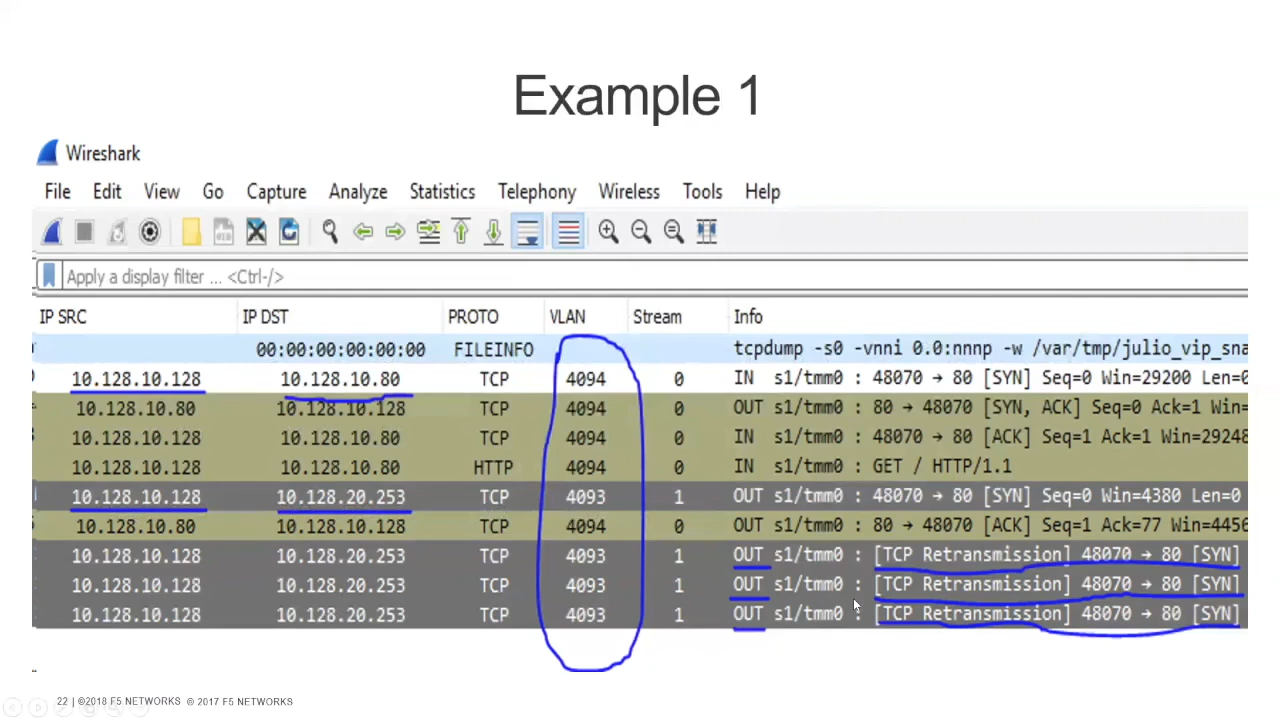 Example 1
Wireshark
File Edit View Go Capture Analyze Statistics Telephony Wireless Tools Help
Apply a display filter ... <Ctrl-/>
IP SRC IP DST PROTO VLAN Stream Info
00:00:00:00:00:00 FILEINFO tcpdump -s0 -vnni 0.0:nnnp -w /var/tmp/julio_vip_sna
10.128.10.128 10.128.10.80 TCP 4094 0 IN s1/tmm0 : 48070 → 80 [SYN] Seq=0 Win=29200 Len=0
10.128.10.80 10.128.10.128 TCP 4094 0 OUT s1/tmm0 : 80 → 48070 [SYN, ACK] Seq=0 Ack=1 Win=
10.128.10.128 10.128.10.80 TCP 4094 0 IN s1/tmm0 : 48070 → 80 [ACK] Seq=1 Ack=1 Win=29248
10.128.10.128 10.128.10.80 HTTP 4094 0 IN s1/tmm0 : GET / HTTP/1.1
10.128.10.128 10.128.20.253 TCP 4093 1 OUT s1/tmm0 : 48070 → 80 [SYN] Seq=0 Win=4380 Len=0
10.128.10.80 10.128.10.128 TCP 4094 0 OUT s1/tmm0 : 80 → 48070 [ACK] Seq=1 Ack=77 Win=4456
10.128.10.128 10.128.20.253 TCP 4093 1 OUT s1/tmm0 : [TCP Retransmission] 48070 → 80 [SYN]
10.128.10.128 10.128.20.253 TCP 4093 1 OUT s1/tmm0 : [TCP Retransmission] 48070 → 80 [SYN]
10.128.10.128 10.128.20.253 TCP 4093 1 OUT s1/tmm0 : [TCP Retransmission] 48070 → 80 [SYN]
22 | ©2018 F5 NETWORKS © 2017 F5 NETWORKS